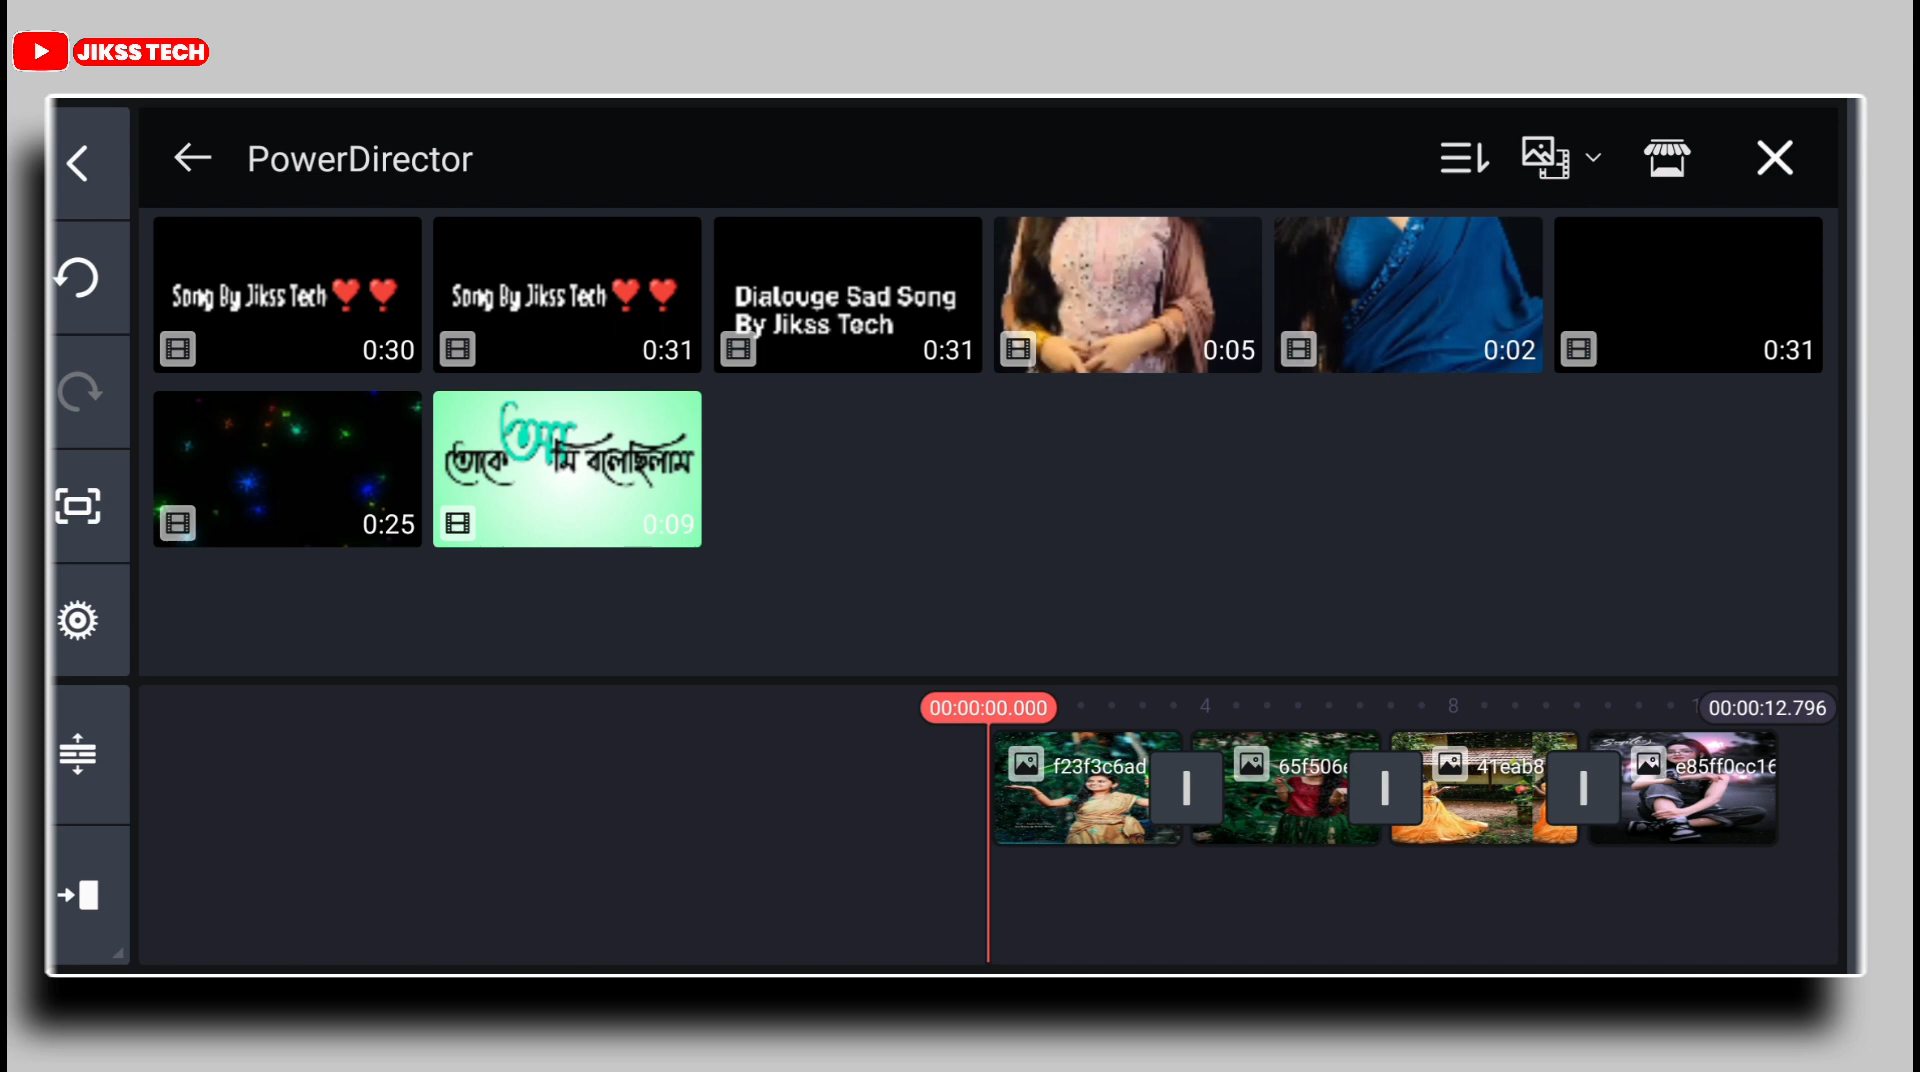 JIKSS TECH
PowerDirector
Song By Jikss Tech ❤️ ❤️
0:30
Song By Jikss Tech ❤️ ❤️
0:31
Dialouge Sad Song
By Jikss Tech
0:31
0:05
0:02
0:31
0:25
তোকে আমি বলেছিলাম
0:09
00:00:00.000
4
8
00:00:12.796
f23f3c6ad
65f506
41eab8
e85ff0cc16